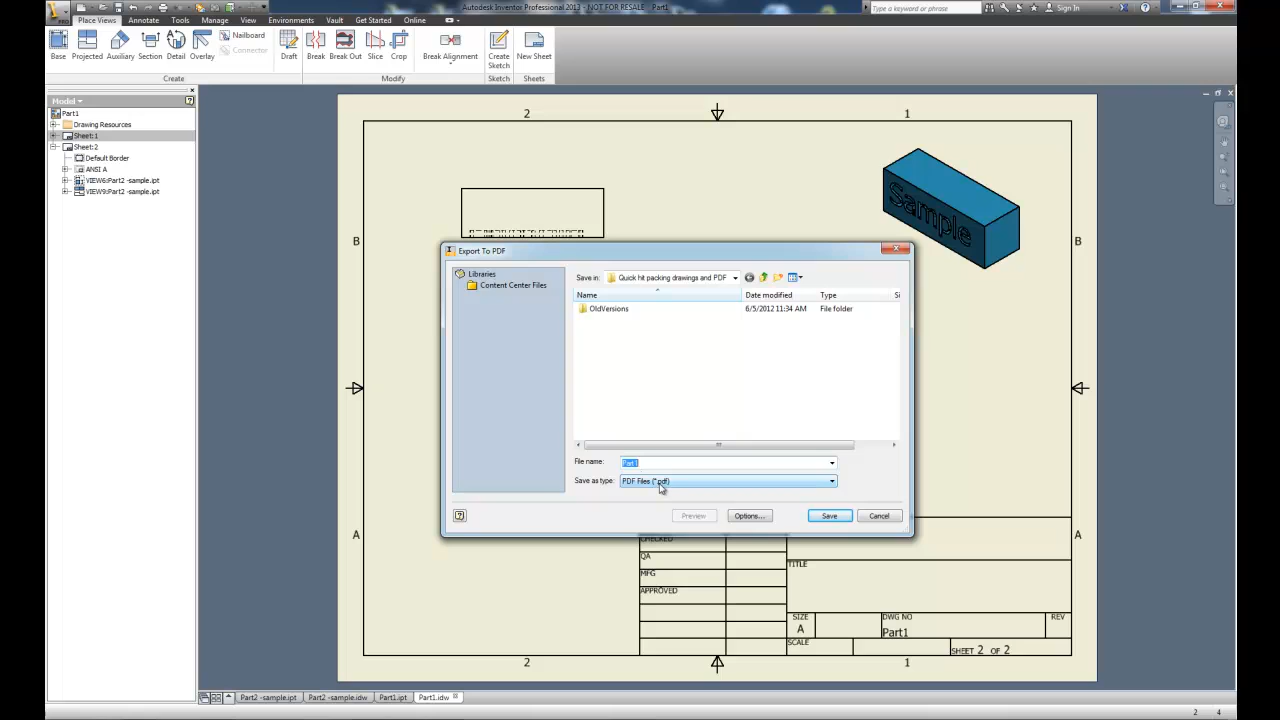 Autodesk Inventor Professional 2013 - NOT FOR RESALE - Part1
Type a keyword or phrase
Sign In
PRO
Place Views
Annotate
Tools
Manage
View
Environments
Vault
Get Started
Online
Base
Projected
Auxiliary
Section
Detail
Overlay
Nailboard
Connector
Draft
Break
Break Out
Slice
Crop
Break Alignment
Create
Sketch
New Sheet
Create
Modify
Sketch
Sheets
Model
Part1
Drawing Resources
Sheet:1
Sheet:2
Default Border
ANSI A
VIEW6:Part2 -sample.ipt
VIEW9:Part2 -sample.ipt
2
1
B
B
Sample
Export To PDF
Libraries
Content Center Files
Save in:
Quick hit packing drawings and PDF
Name
Date modified
Type
Si
OldVersions
6/5/2012 11:34 AM
File folder
File name:
Part1
Save as type:
PDF Files (*.pdf)
Preview
Options...
Save
Cancel
A
A
CHECKED
QA
MFG
APPROVED
TITLE
SIZE
A
DWG NO
Part1
REV
SCALE
SHEET 2 OF 2
2
1
Part2 -sample.ipt
Part2 -sample.idw
Part1.ipt
Part1.idw
2
4